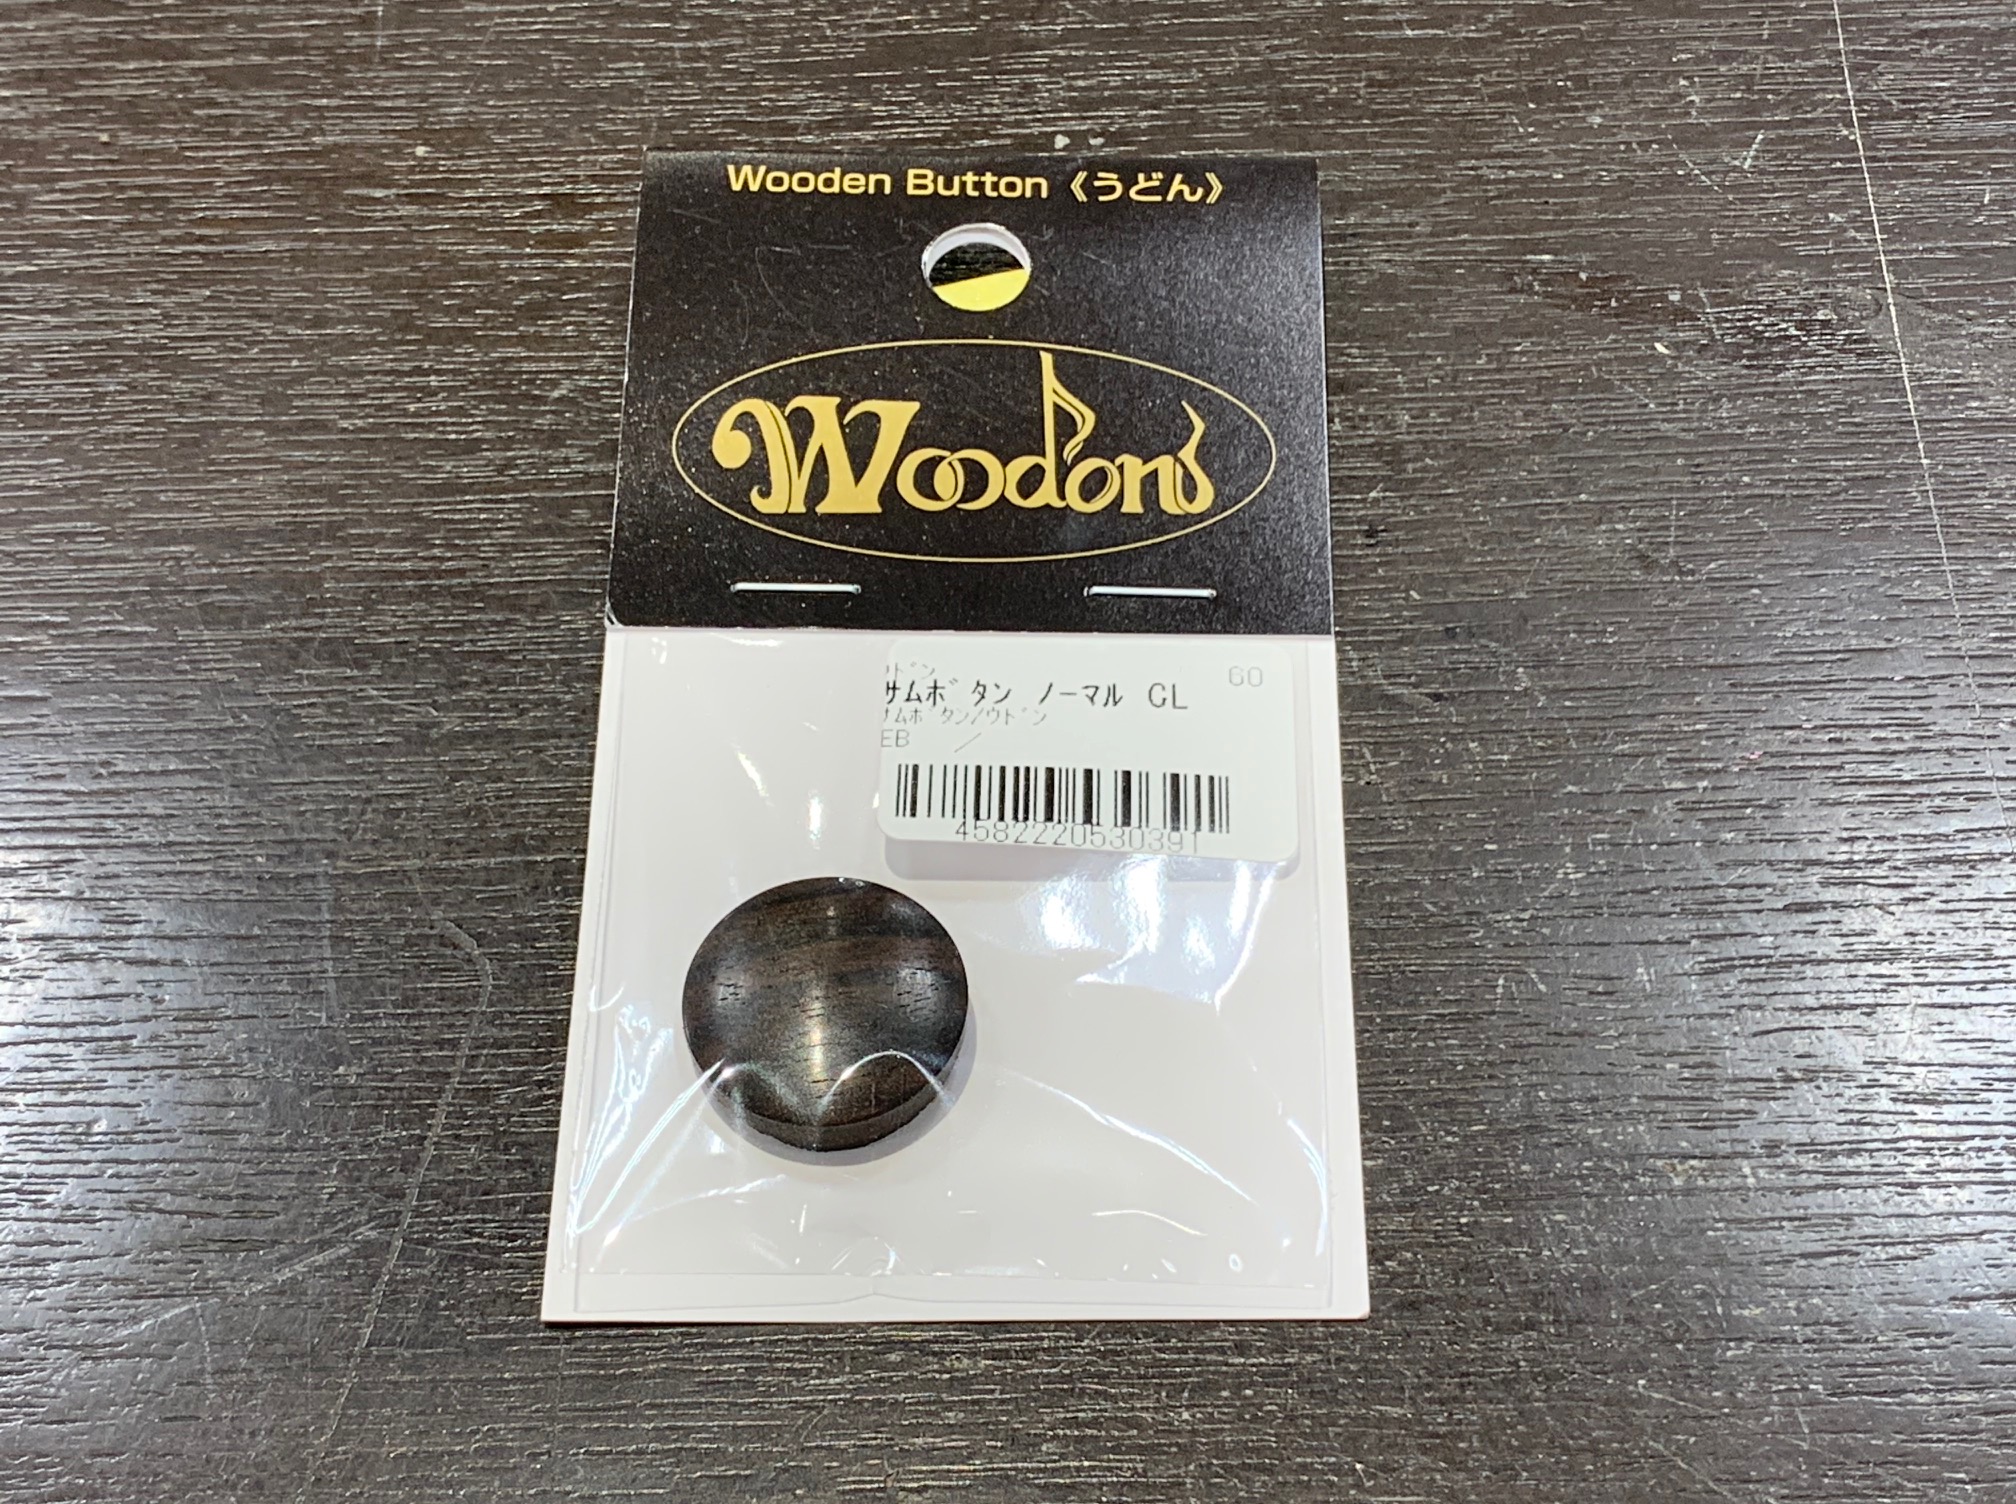 Wooden Button《うどん》
Woodon
ウドン
60
サムボタン ノーマル CL
サムボタン/ウドン
EB /
4582220530391